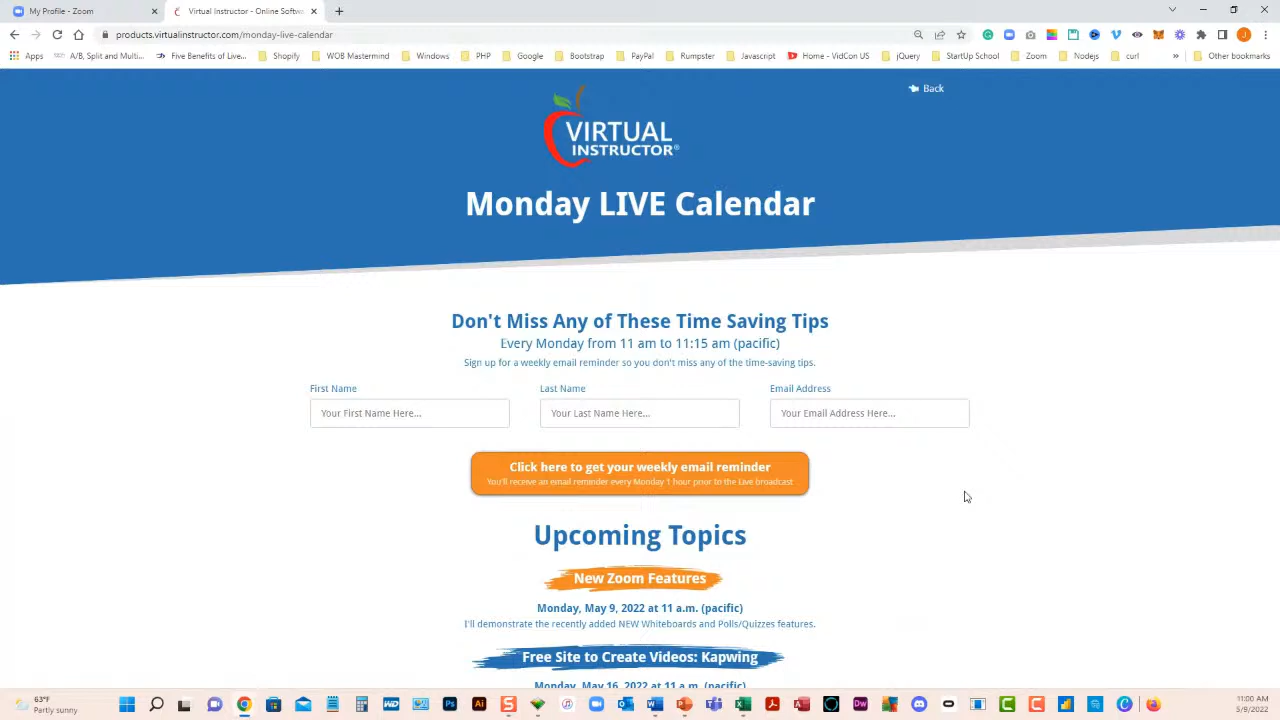 My Profile - Zoom
Virtual Instructor - Online Softwa
products.virtualinstructor.com/monday-live-calendar
Apps
A/B, Split and Multi...
Five Benefits of Live...
Shopify
WOB Mastermind
Windows
PHP
Google
Bootstrap
PayPal
Rumpster
Javascript
Home - VidCon US
jQuery
StartUp School
Zoom
Nodejs
curl
»
Other bookmarks
Back
VIRTUAL
INSTRUCTOR®
Monday LIVE Calendar
Don't Miss Any of These Time Saving Tips
Every Monday from 11 am to 11:15 am (pacific)
Sign up for a weekly email reminder so you don't miss any of the time-saving tips.
First Name
Last Name
Email Address
Your First Name Here...
Your Last Name Here...
Your Email Address Here...
Click here to get your weekly email reminder
You'll receive an email reminder every Monday 1 hour prior to the Live broadcast
Upcoming Topics
New Zoom Features
Monday, May 9, 2022 at 11 a.m. (pacific)
I'll demonstrate the recently added NEW Whiteboards and Polls/Quizzes features.
Free Site to Create Videos: Kapwing
Monday, May 16, 2022 at 11 a.m. (pacific)
63°F
Partly sunny
11:00 AM
5/9/2022